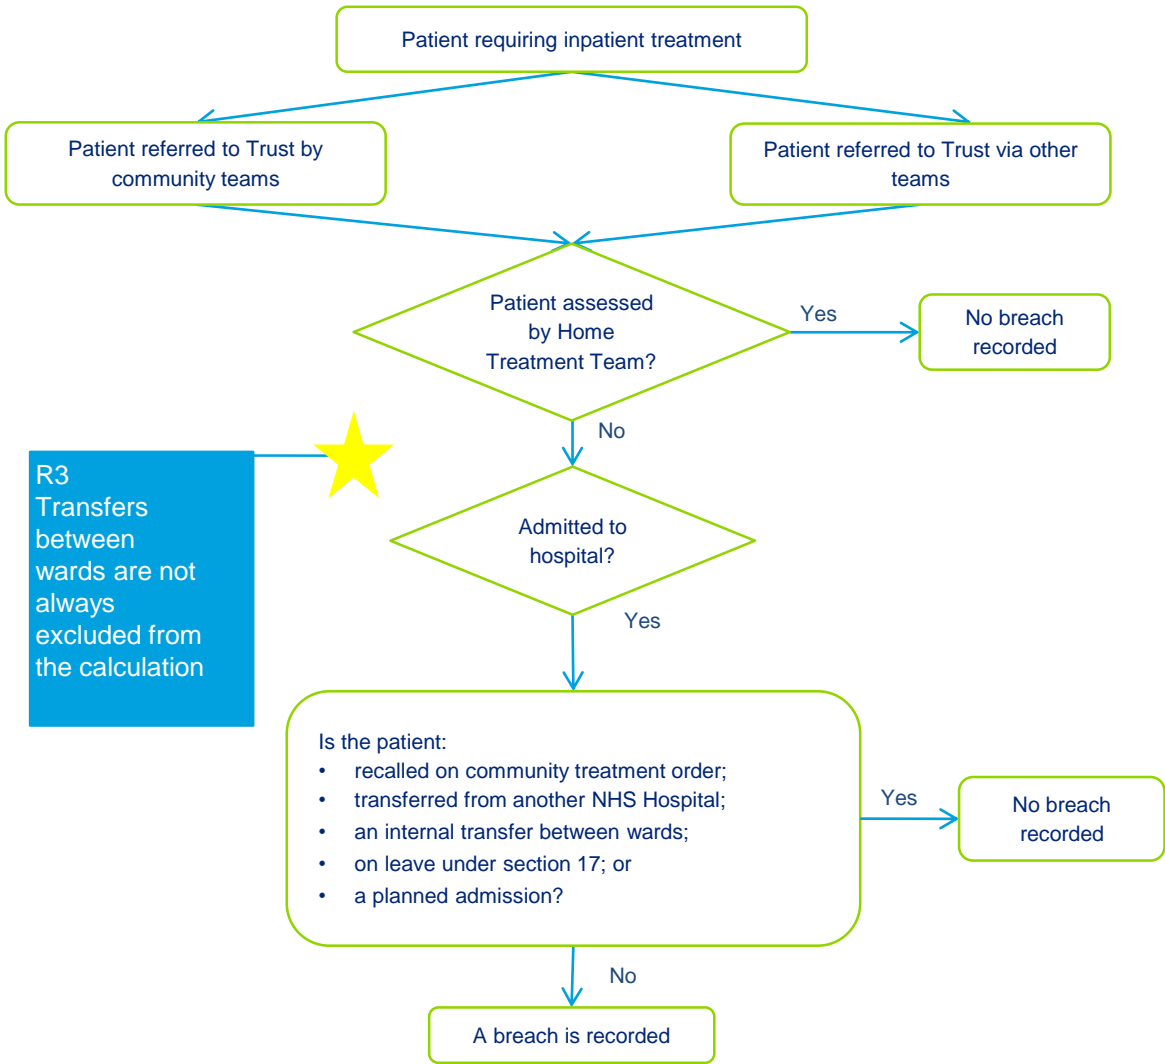 Patient requiring inpatient treatment
Patient referred to Trust by
community teams
Patient referred to Trust via other
teams
Patient assessed
by Home
Treatment Team?
Yes
No breach
recorded
No
R3
Transfers
between
wards are not
always
excluded from
the calculation
Admitted to
hospital?
Yes
Is the patient:
• recalled on community treatment order;
• transferred from another NHS Hospital;
• an internal transfer between wards;
• on leave under section 17; or
• a planned admission?
Yes
No breach
recorded
No
A breach is recorded